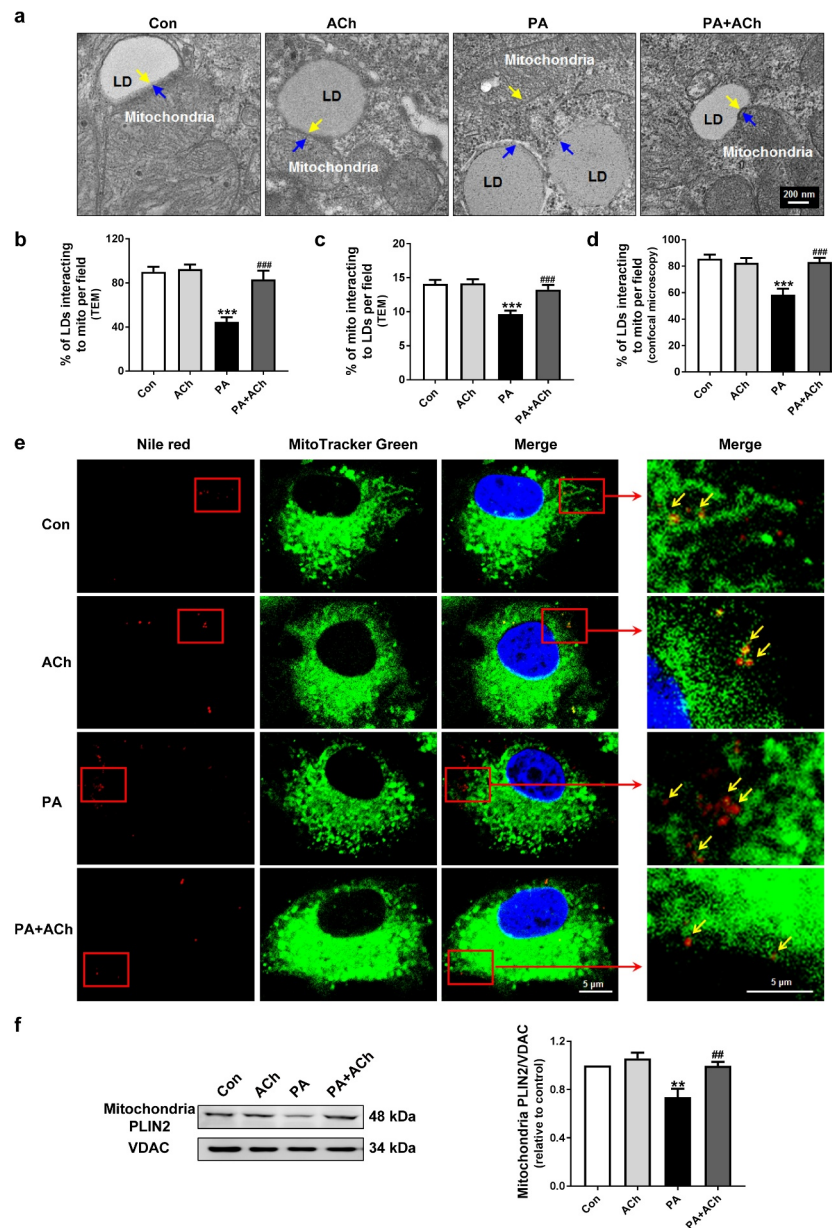 a
Con
ACh
PA
PA+ACh
LD
Mitochondria
LD
Mitochondria
Mitochondria
LD
LD
LD
Mitochondria
200 nm
b
% of LDs interacting
to mito per field
(TEM)
120
80
40
0
***
###
Con
ACh
PA
PA+ACh
c
% of mito interacting
to LDs per field
(TEM)
20
15
10
5
0
***
###
Con
ACh
PA
PA+ACh
d
% of LDs interacting
to mito per field
(confocal microscopy)
100
80
60
40
20
0
***
###
Con
ACh
PA
PA+ACh
e
Nile red
MitoTracker Green
Merge
Merge
Con
ACh
PA
PA+ACh
5 μm
5 μm
f
Con
ACh
PA
PA+ACh
Mitochondria
PLIN2
48 kDa
VDAC
34 kDa
Mitochondria PLIN2/VDAC
(relative to control)
1.2
0.8
0.4
0.0
**
##
Con
ACh
PA
PA+ACh